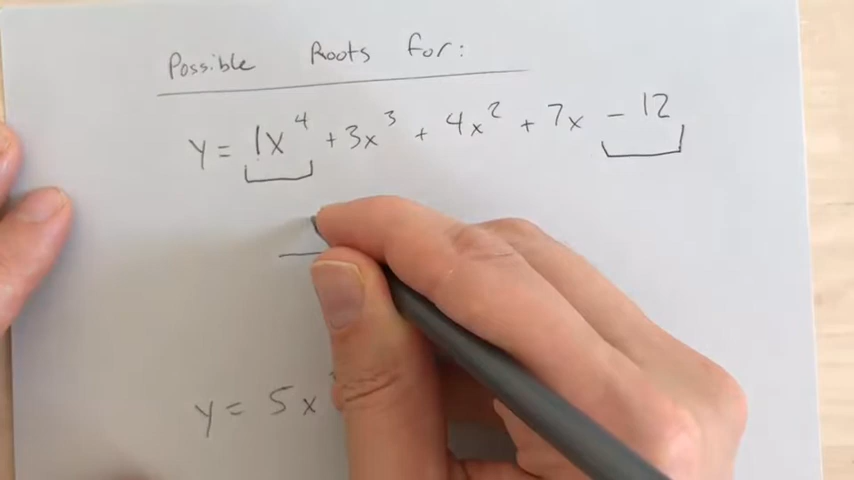 Possible Roots for:
y = 1x⁴ + 3x³ + 4x² + 7x - 12
y = 5x